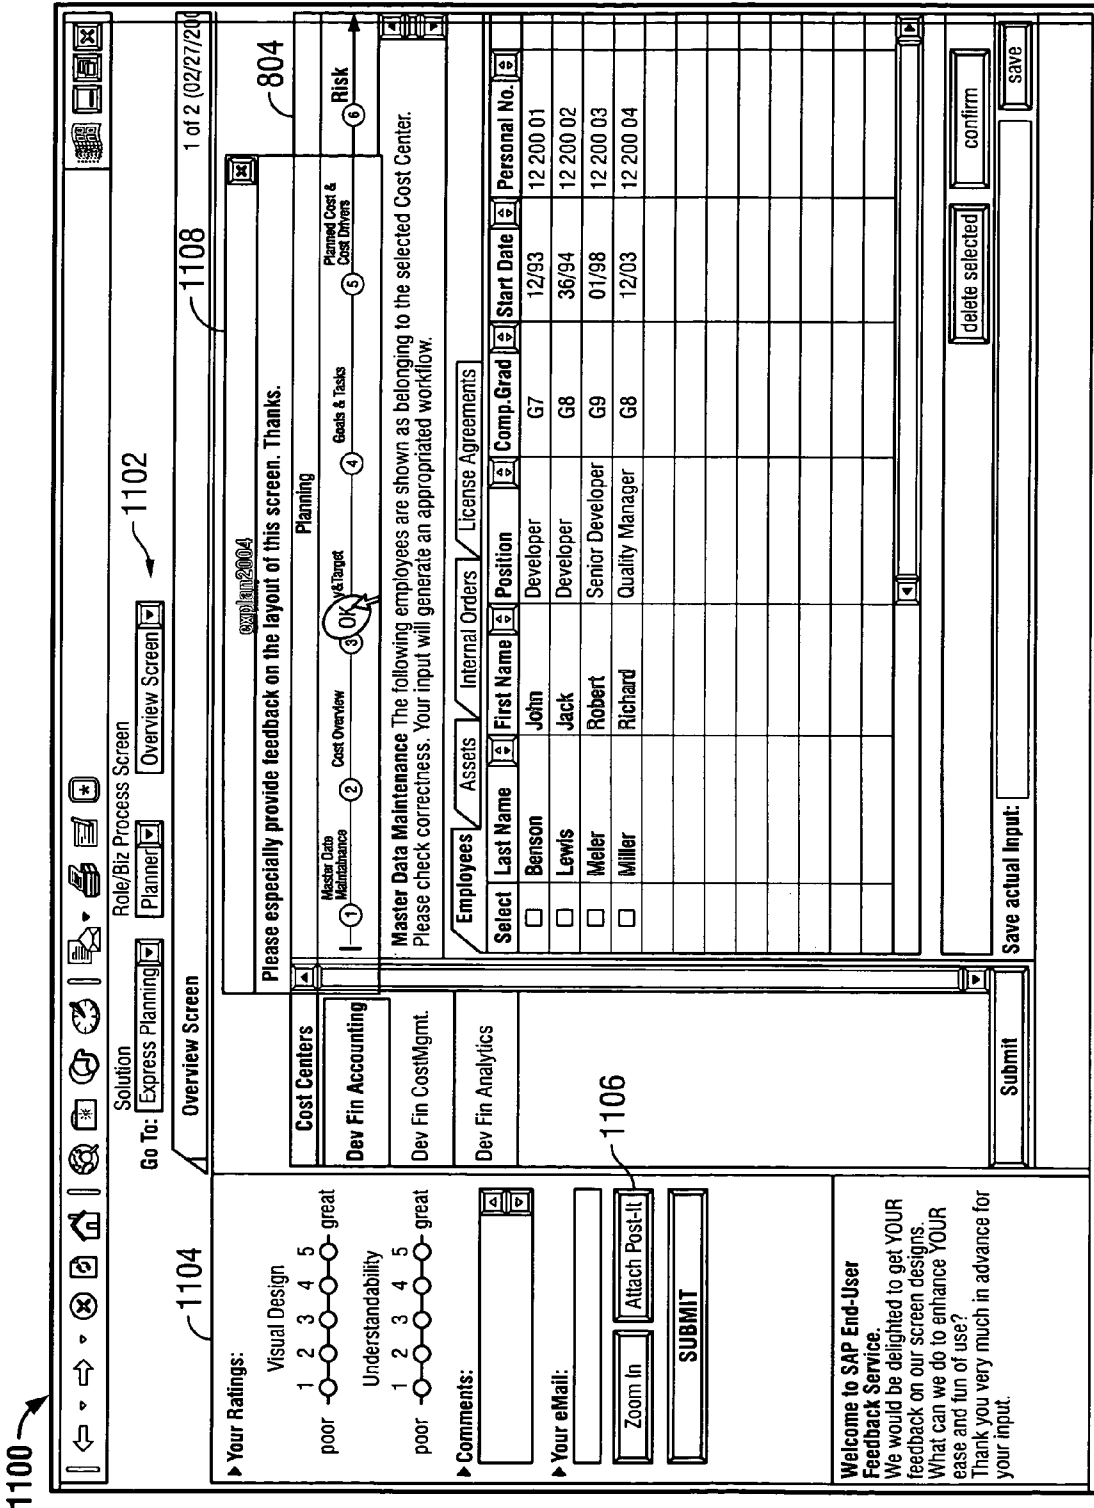 1100
1 of 2 (02/27/200
Solution
Role/Biz Process Screen
Go To: Express Planning Planner Overview Screen
1102
Overview Screen
1104
1108
804
▶ Your Ratings:
Visual Design
1 2 3 4 5
poor great
Understandability
1 2 3 4 5
poor great
▶ Comments:
▶ Your eMail:
1106
Zoom In Attach Post-It
SUBMIT
Welcome to SAP End-User
Feedback Service.
We would be delighted to get YOUR
feedback on our screen designs.
What can we do to enhance YOUR
ease and fun of use?
Thank you very much in advance for
your input.
explan2004
Please especially provide feedback on the layout of this screen. Thanks.
Cost Centers
Dev Fin Accounting
Dev Fin CostMgmt.
Dev Fin Analytics
Submit
Planning
Master Date
Maintainance
Cost Overview
y&Target
Goals & Tasks
Planned Cost &
Cost Drivers
Risk
1 2 3 4 5 6
OK
Master Data Maintenance The following employees are shown as belonging to the selected Cost Center.
Please check correctness. Your input will generate an appropriated workflow.
Employees Assets Internal Orders License Agreements
Select Last Name First Name Position Comp.Grad Start Date Personal No.
Benson John Developer G7 12/93 12 200 01
Lewis Jack Developer G8 36/94 12 200 02
Meler Robert Senior Developer G9 01/98 12 200 03
Miller Richard Quality Manager G8 12/03 12 200 04
delete selected confirm
Save actual Input: save